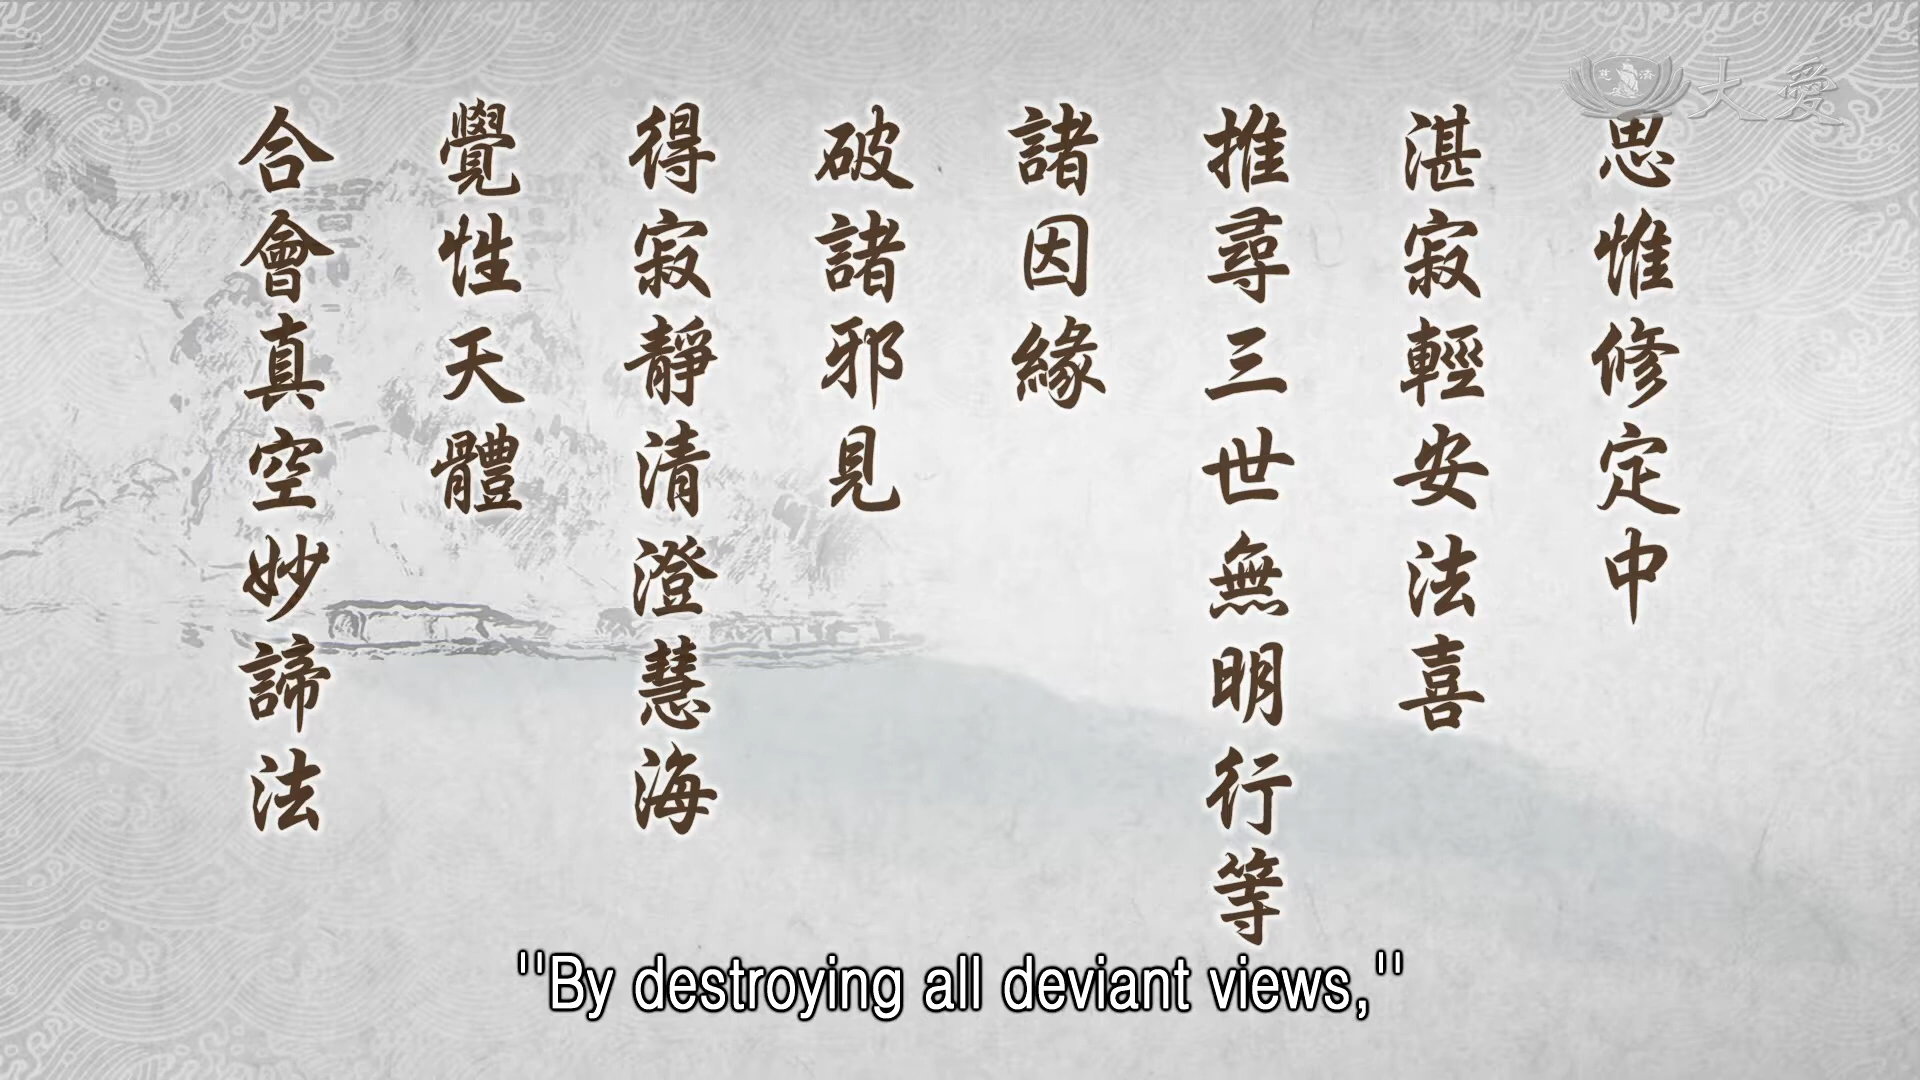 大愛
慈濟
思惟修定中
湛寂輕安法喜
推尋三世無明行等
諸因緣
破諸邪見
得寂靜清澄慧海
覺性天體
合會真空妙諦法
"By destroying all deviant views,"